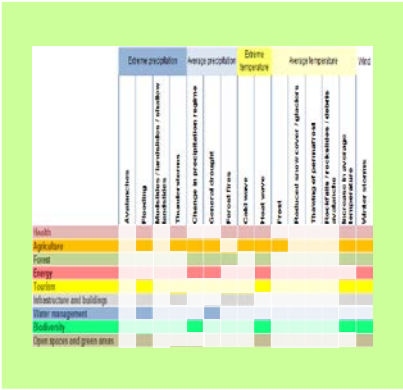 Extreme precipitation
Average precipitation
Extreme
temperature
Average temperature
Wind
Avalanches
Flooding
Mudslides / landslides / shallow
landslides
Thunderstorms
Change in precipitation regime
General drought
Forest fires
Cold wave
Heat wave
Frost
Reduced snow cover / glaciers
Thawing of permafrost
Rockfalls / rockslides / debris
avalanche
Increase in average
temperature
Winter storms
Health
Agriculture
Forest
Energy
Tourism
Infrastructure and buildings
Water management
Biodiversity
Open spaces and green areas